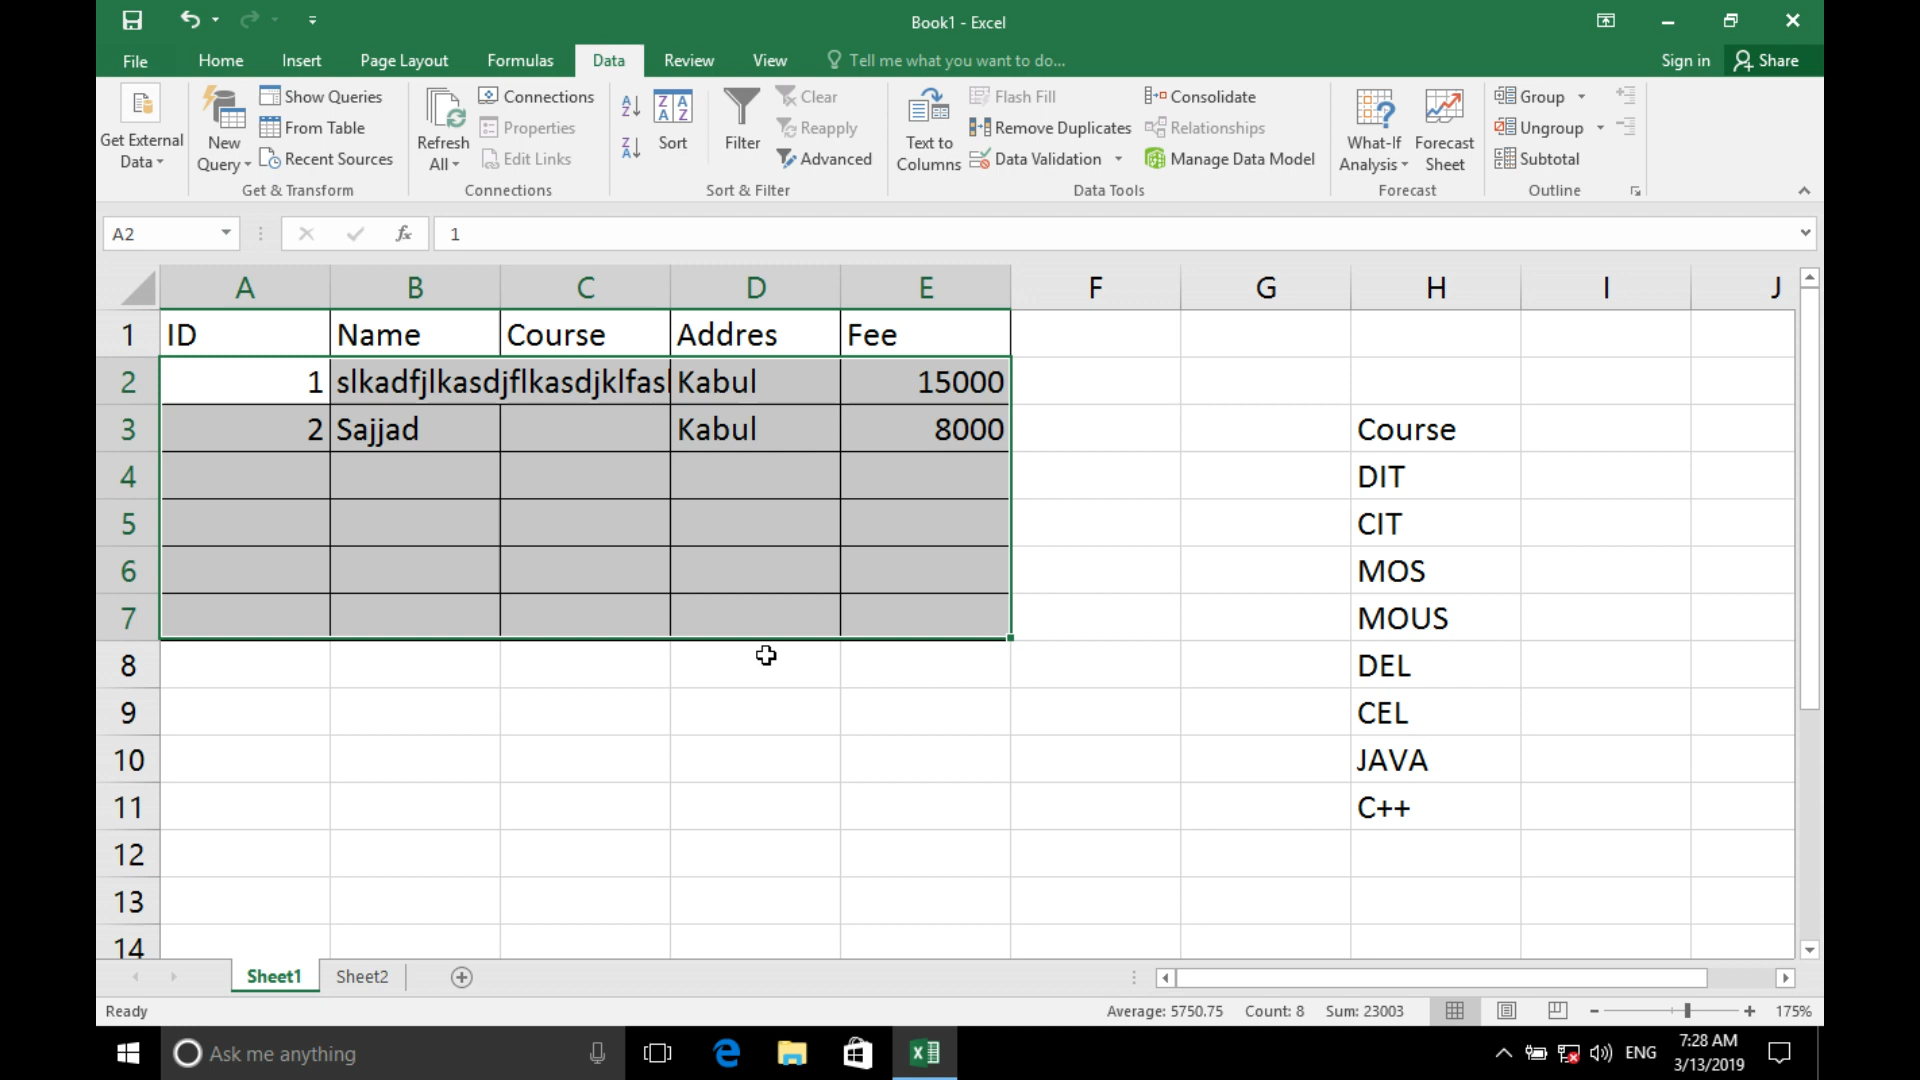 Book1 - Excel
File Home Insert Page Layout Formulas Data Review View Tell me what you want to do... Sign in Share
Get External Data
New Query
Show Queries
From Table
Recent Sources
Get & Transform
Refresh All
Connections
Properties
Edit Links
Connections
Sort
Filter
Clear
Reapply
Advanced
Sort & Filter
Text to Columns
Flash Fill
Remove Duplicates
Data Validation
Consolidate
Relationships
Manage Data Model
Data Tools
What-If Analysis
Forecast Sheet
Forecast
Group
Ungroup
Subtotal
Outline
A2 fx 1
A B C D E F G H I J
1 ID Name Course Addres Fee
2 1 slkadfjlkasdjflkasdjklfasl Kabul 15000
3 2 Sajjad Kabul 8000 Course
4 DIT
5 CIT
6 MOS
7 MOUS
8 DEL
9 CEL
10 JAVA
11 C++
12
13
14
Sheet1 Sheet2
Ready Average: 5750.75 Count: 8 Sum: 23003 175%
Ask me anything ENG 7:28 AM
3/13/2019